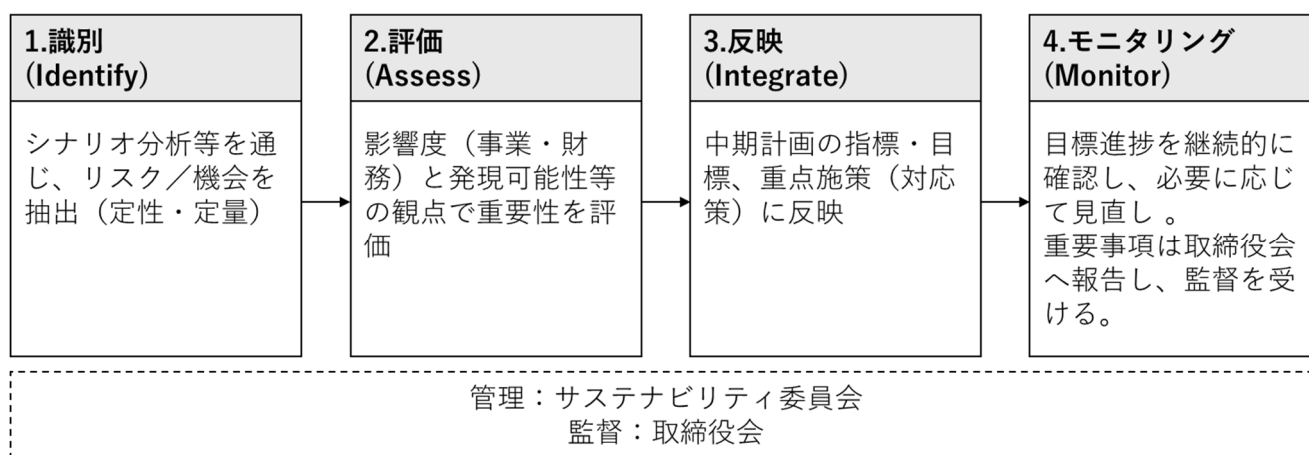 1.識別
(Identify)
シナリオ分析等を通
じ、リスク／機会を
抽出（定性・定量）
2.評価
(Assess)
影響度（事業・財
務）と発現可能性等
の観点で重要性を評
価
3.反映
(Integrate)
中期計画の指標・目
標、重点施策（対応
策）に反映
4.モニタリング
(Monitor)
目標進捗を継続的に
確認し、必要に応じ
て見直し 。
重要事項は取締役会
へ報告し、監督を受
ける。
管理：サステナビリティ委員会
監督：取締役会